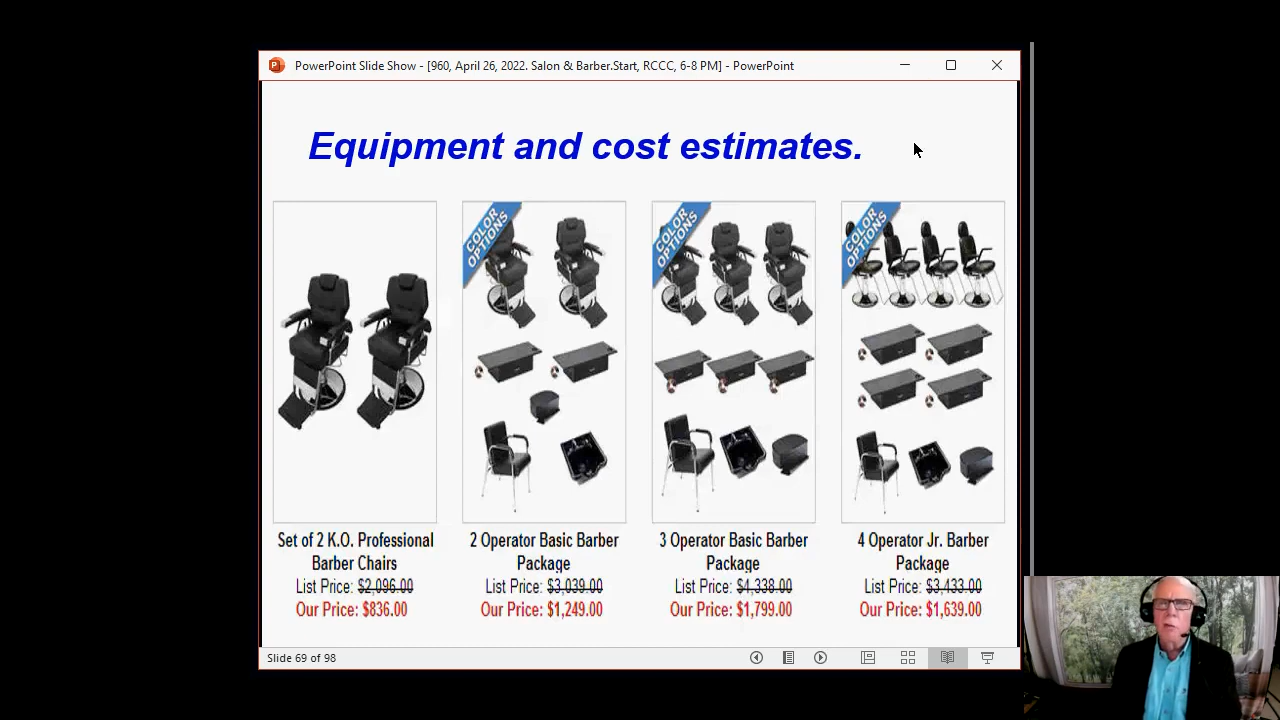 PowerPoint Slide Show - [960, April 26, 2022. Salon & Barber.Start, RCCC, 6-8 PM] - PowerPoint
Equipment and cost estimates.
COLOR
OPTIONS
COLOR
OPTIONS
COLOR
OPTIONS
Set of 2 K.O. Professional
Barber Chairs
List Price: $2,096.00
Our Price: $836.00
2 Operator Basic Barber
Package
List Price: $3,039.00
Our Price: $1,249.00
3 Operator Basic Barber
Package
List Price: $4,338.00
Our Price: $1,799.00
4 Operator Jr. Barber
Package
List Price: $3,433.00
Our Price: $1,639.00
Slide 69 of 98